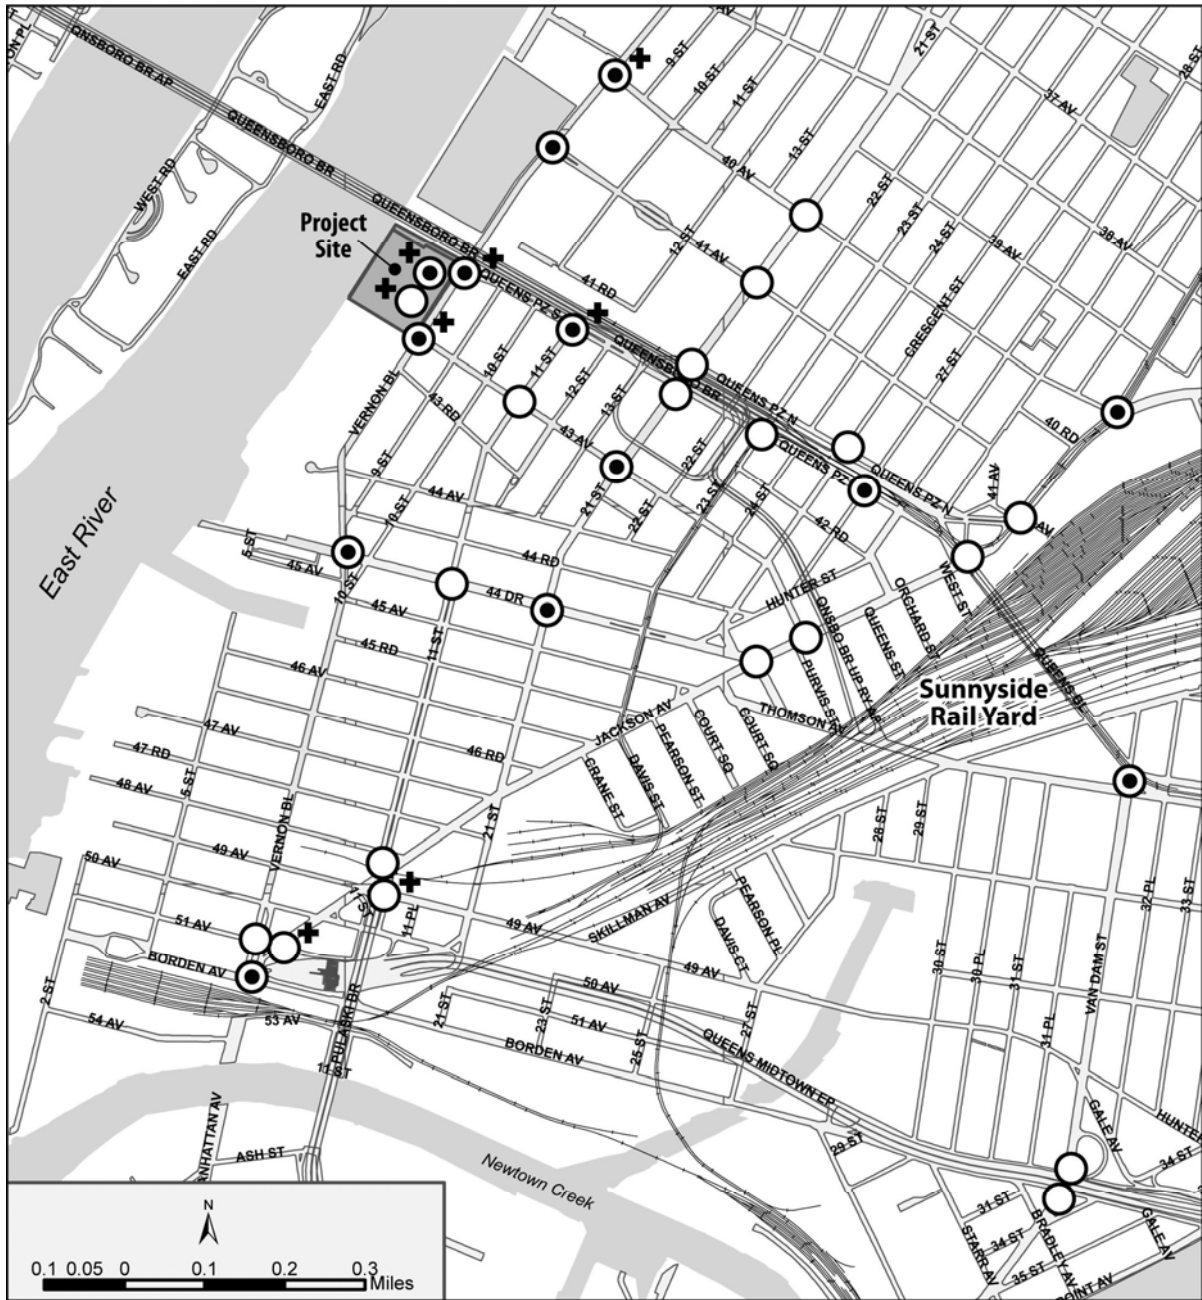 ON PL
ST
QNSBORO BR AP
QUEENSBORO BR
EAST RD
WEST RD
EAST RD
Project
Site
QUEENSBORO BR
QUEENS PZ S
9 ST
10 ST
11 ST
13 ST
21 ST
28 ST
37 AV
40 AV
22 ST
23 ST
24 ST
39 AV
38 AV
12 ST
41 AV
41 RD
CRESCENT ST
27 ST
QUEENSBORO BR
QUEENS PZ N
QUEENS PZ
QUEENS PZ N
40 RD
41 AV
AV
10 ST
11 ST
12 ST
13 ST
VERNON BL
43 RD
43 AV
9 ST
10 ST
44 AV
21 ST
22 ST
22 ST
23 ST
24 ST
42 RD
East River
5 ST
45 AV
10 ST
44 RD
44 DR
45 AV
45 RD
11 ST
46 AV
HUNTER ST
QNSBO BR UP RY AP
QUEENS ST
ORCHARD ST
WEST ST
QUEENS BL
PURVIS ST
THOMSON AV
Sunnyside
Rail Yard
47 AV
47 RD
46 RD
JACKSON AV
CRANE ST
DAVIS ST
PEARSON ST
COURT SQ
COURT SQ
48 AV
5 ST
VERNON BL
21 ST
28 ST
29 ST
50 AV
49 AV
51 AV
BORDEN AV
11 PL
49 AV
SKILLMAN AV
PEARSON PL
DAVIS CT
49 AV
32 PL
33 ST
VAN DAM ST
30 ST
30 PL
31 ST
31 PL
2 ST
54 AV
53 AV
PULASKI BR
11 ST
21 ST
23 ST
50 AV
51 AV
25 ST
27 ST
BORDEN AV
QUEENS MIDTOWN EP
ANHATTAN AV
ASH ST
Newtown Creek
29 ST
GALE AV
HUNTER
34 ST
31 ST
34 ST
35 ST
STARR AV
BRADLEY AV
GALE AV
POINT AV
N
0.1 0.05 0 0.1 0.2 0.3
Miles